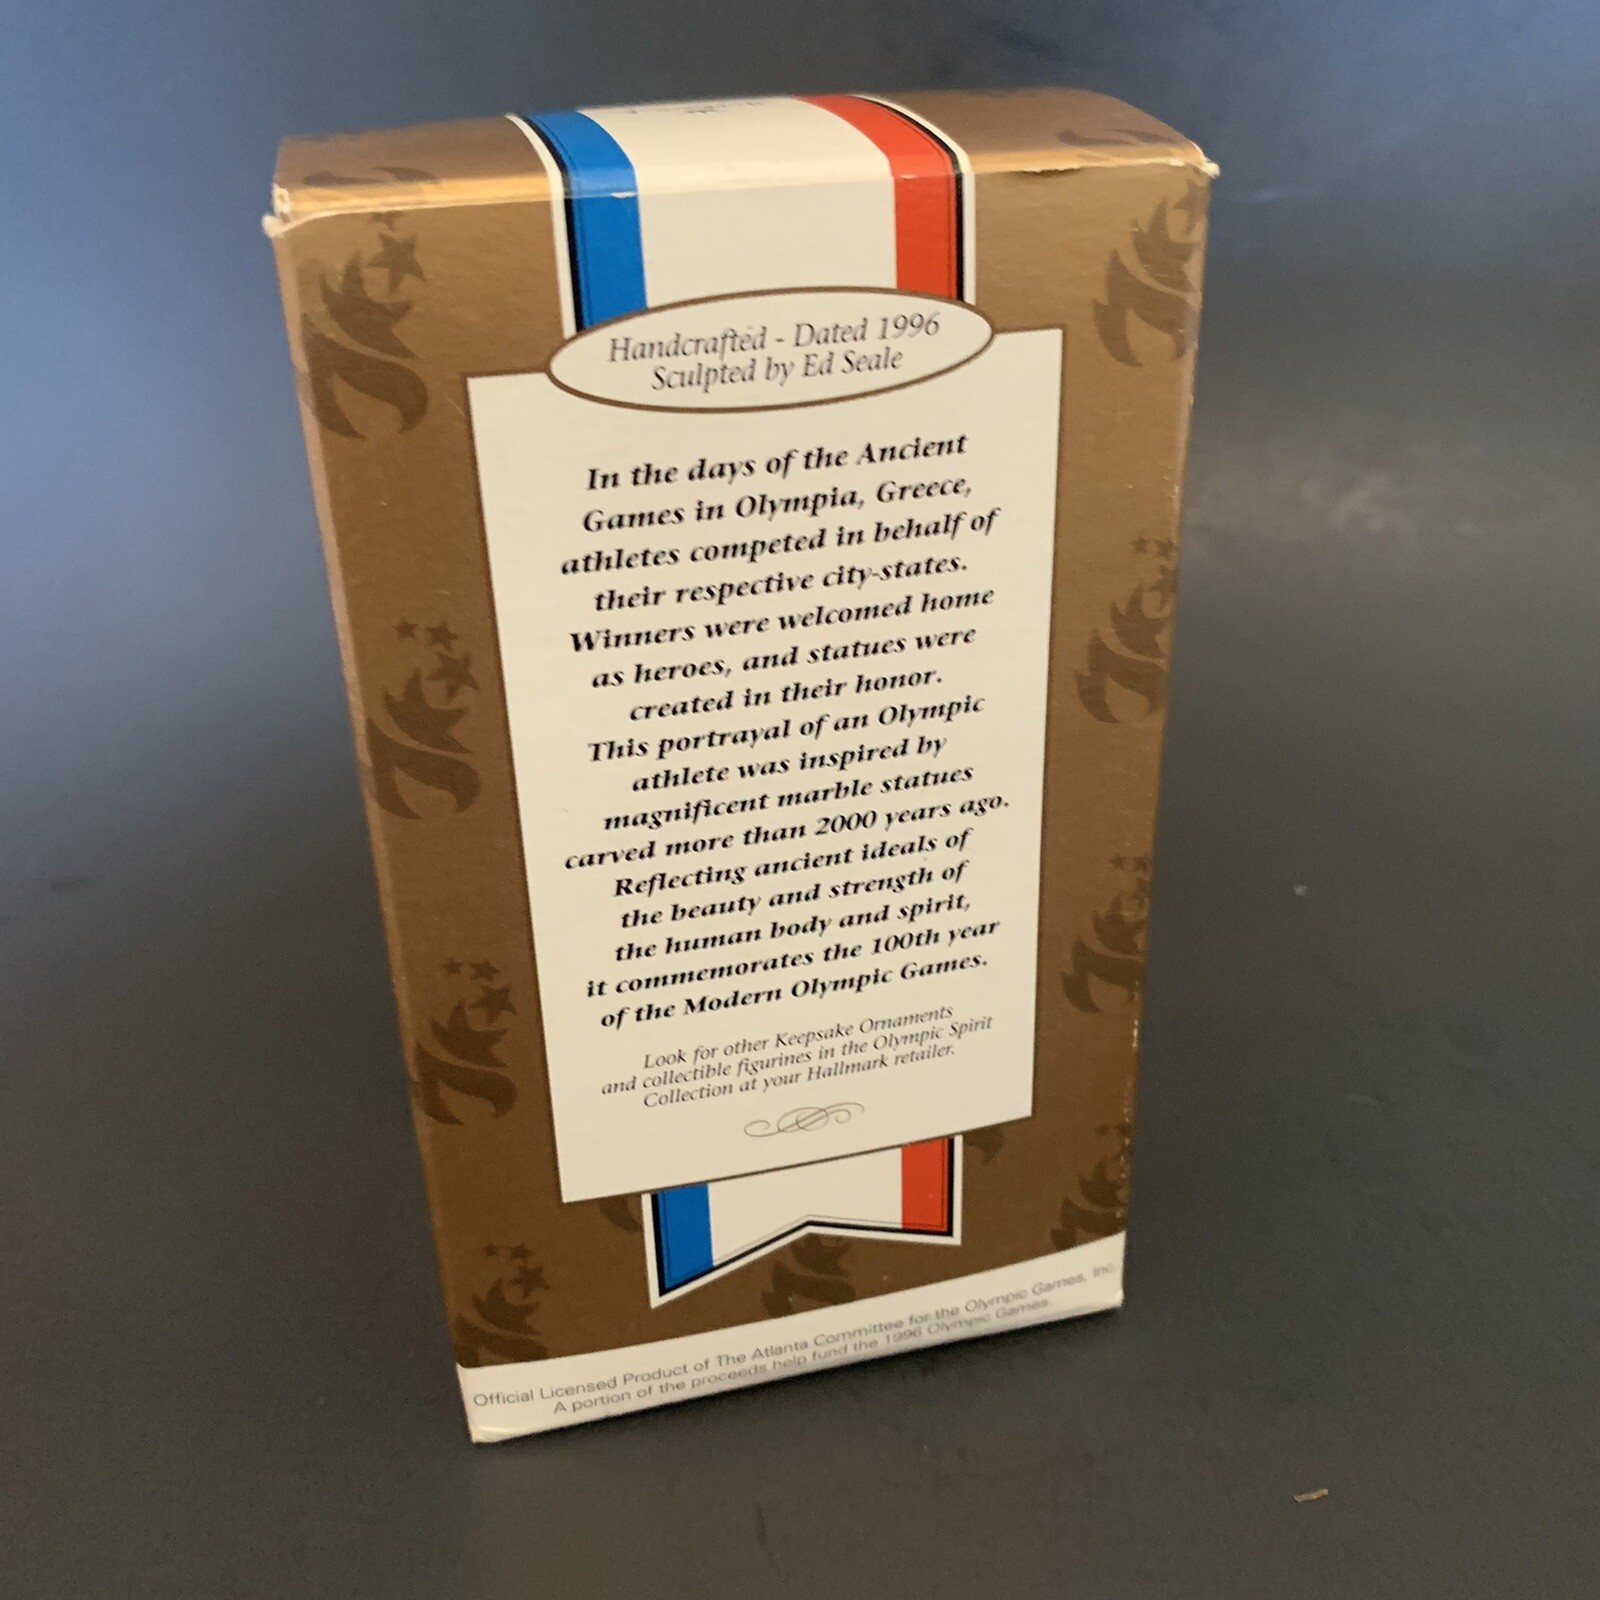 Handcrafted - Dated 1996
Sculpted by Ed Seale
In the days of the Ancient
Games in Olympia, Greece,
athletes competed in behalf of
their respective city-states.
Winners were welcomed home
as heroes, and statues were
created in their honor.
This portrayal of an Olympic
athlete was inspired by
magnificent marble statues
carved more than 2000 years ago.
Reflecting ancient ideals of
the beauty and strength of
the human body and spirit,
it commemorates the 100th year
of the Modern Olympic Games.
Look for other Keepsake Ornaments
and collectible figurines in the Olympic Spirit
Collection at your Hallmark retailer.
Official Licensed Product of The Atlanta Committee for the Olympic Games, Inc.
A portion of the proceeds help fund the 1996 Olympic Games.